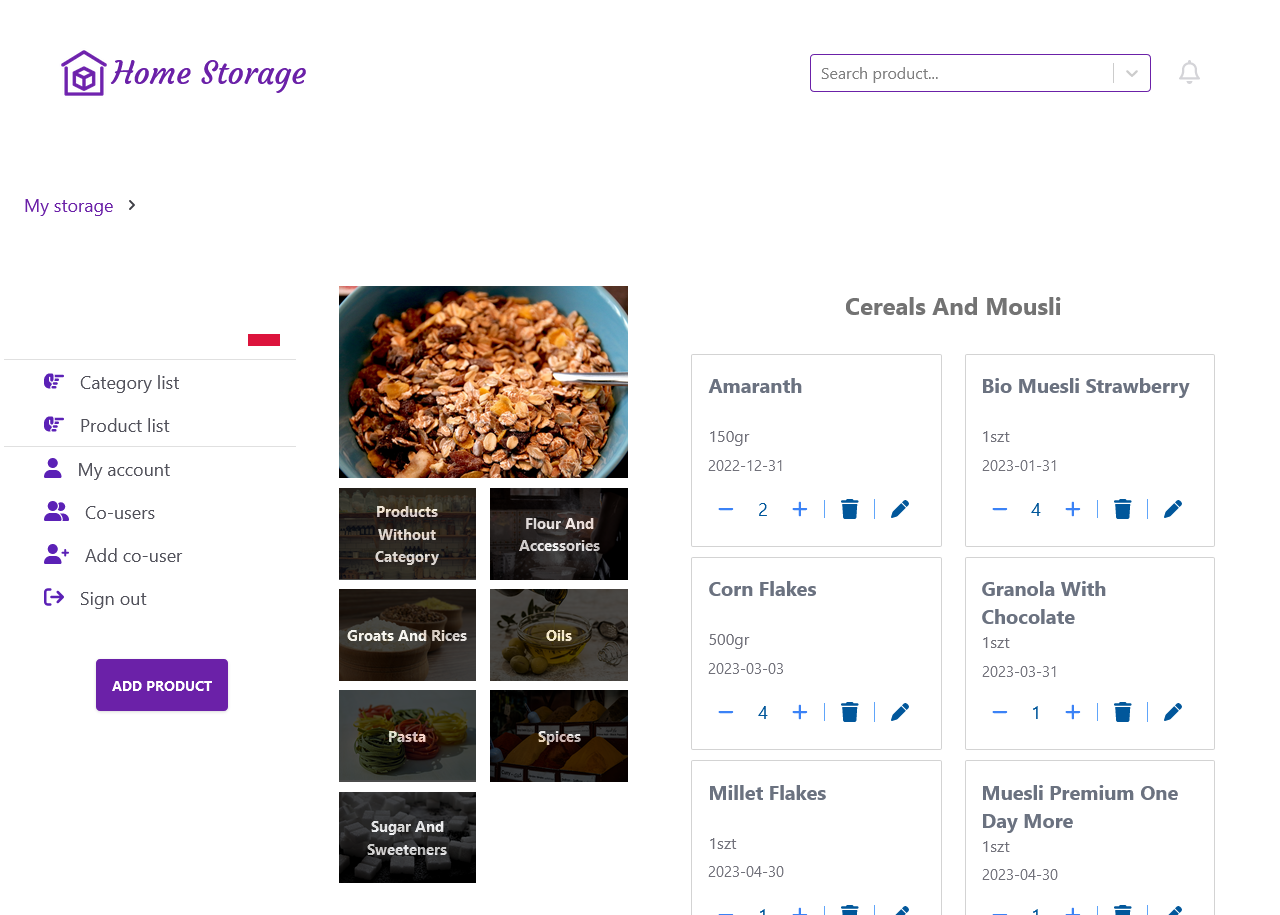 Home Storage
Search product...
My storage
Category list
Product list
My account
Co-users
Add co-user
Sign out
ADD PRODUCT
Products
Without
Category
Flour And
Accessories
Groats And Rices
Oils
Pasta
Spices
Sugar And
Sweeteners
Cereals And Mousli
Amaranth
150gr
2022-12-31
2
Bio Muesli Strawberry
1szt
2023-01-31
4
Corn Flakes
500gr
2023-03-03
4
Granola With
Chocolate
1szt
2023-03-31
1
Millet Flakes
1szt
2023-04-30
1
Muesli Premium One
Day More
1szt
2023-04-30
1